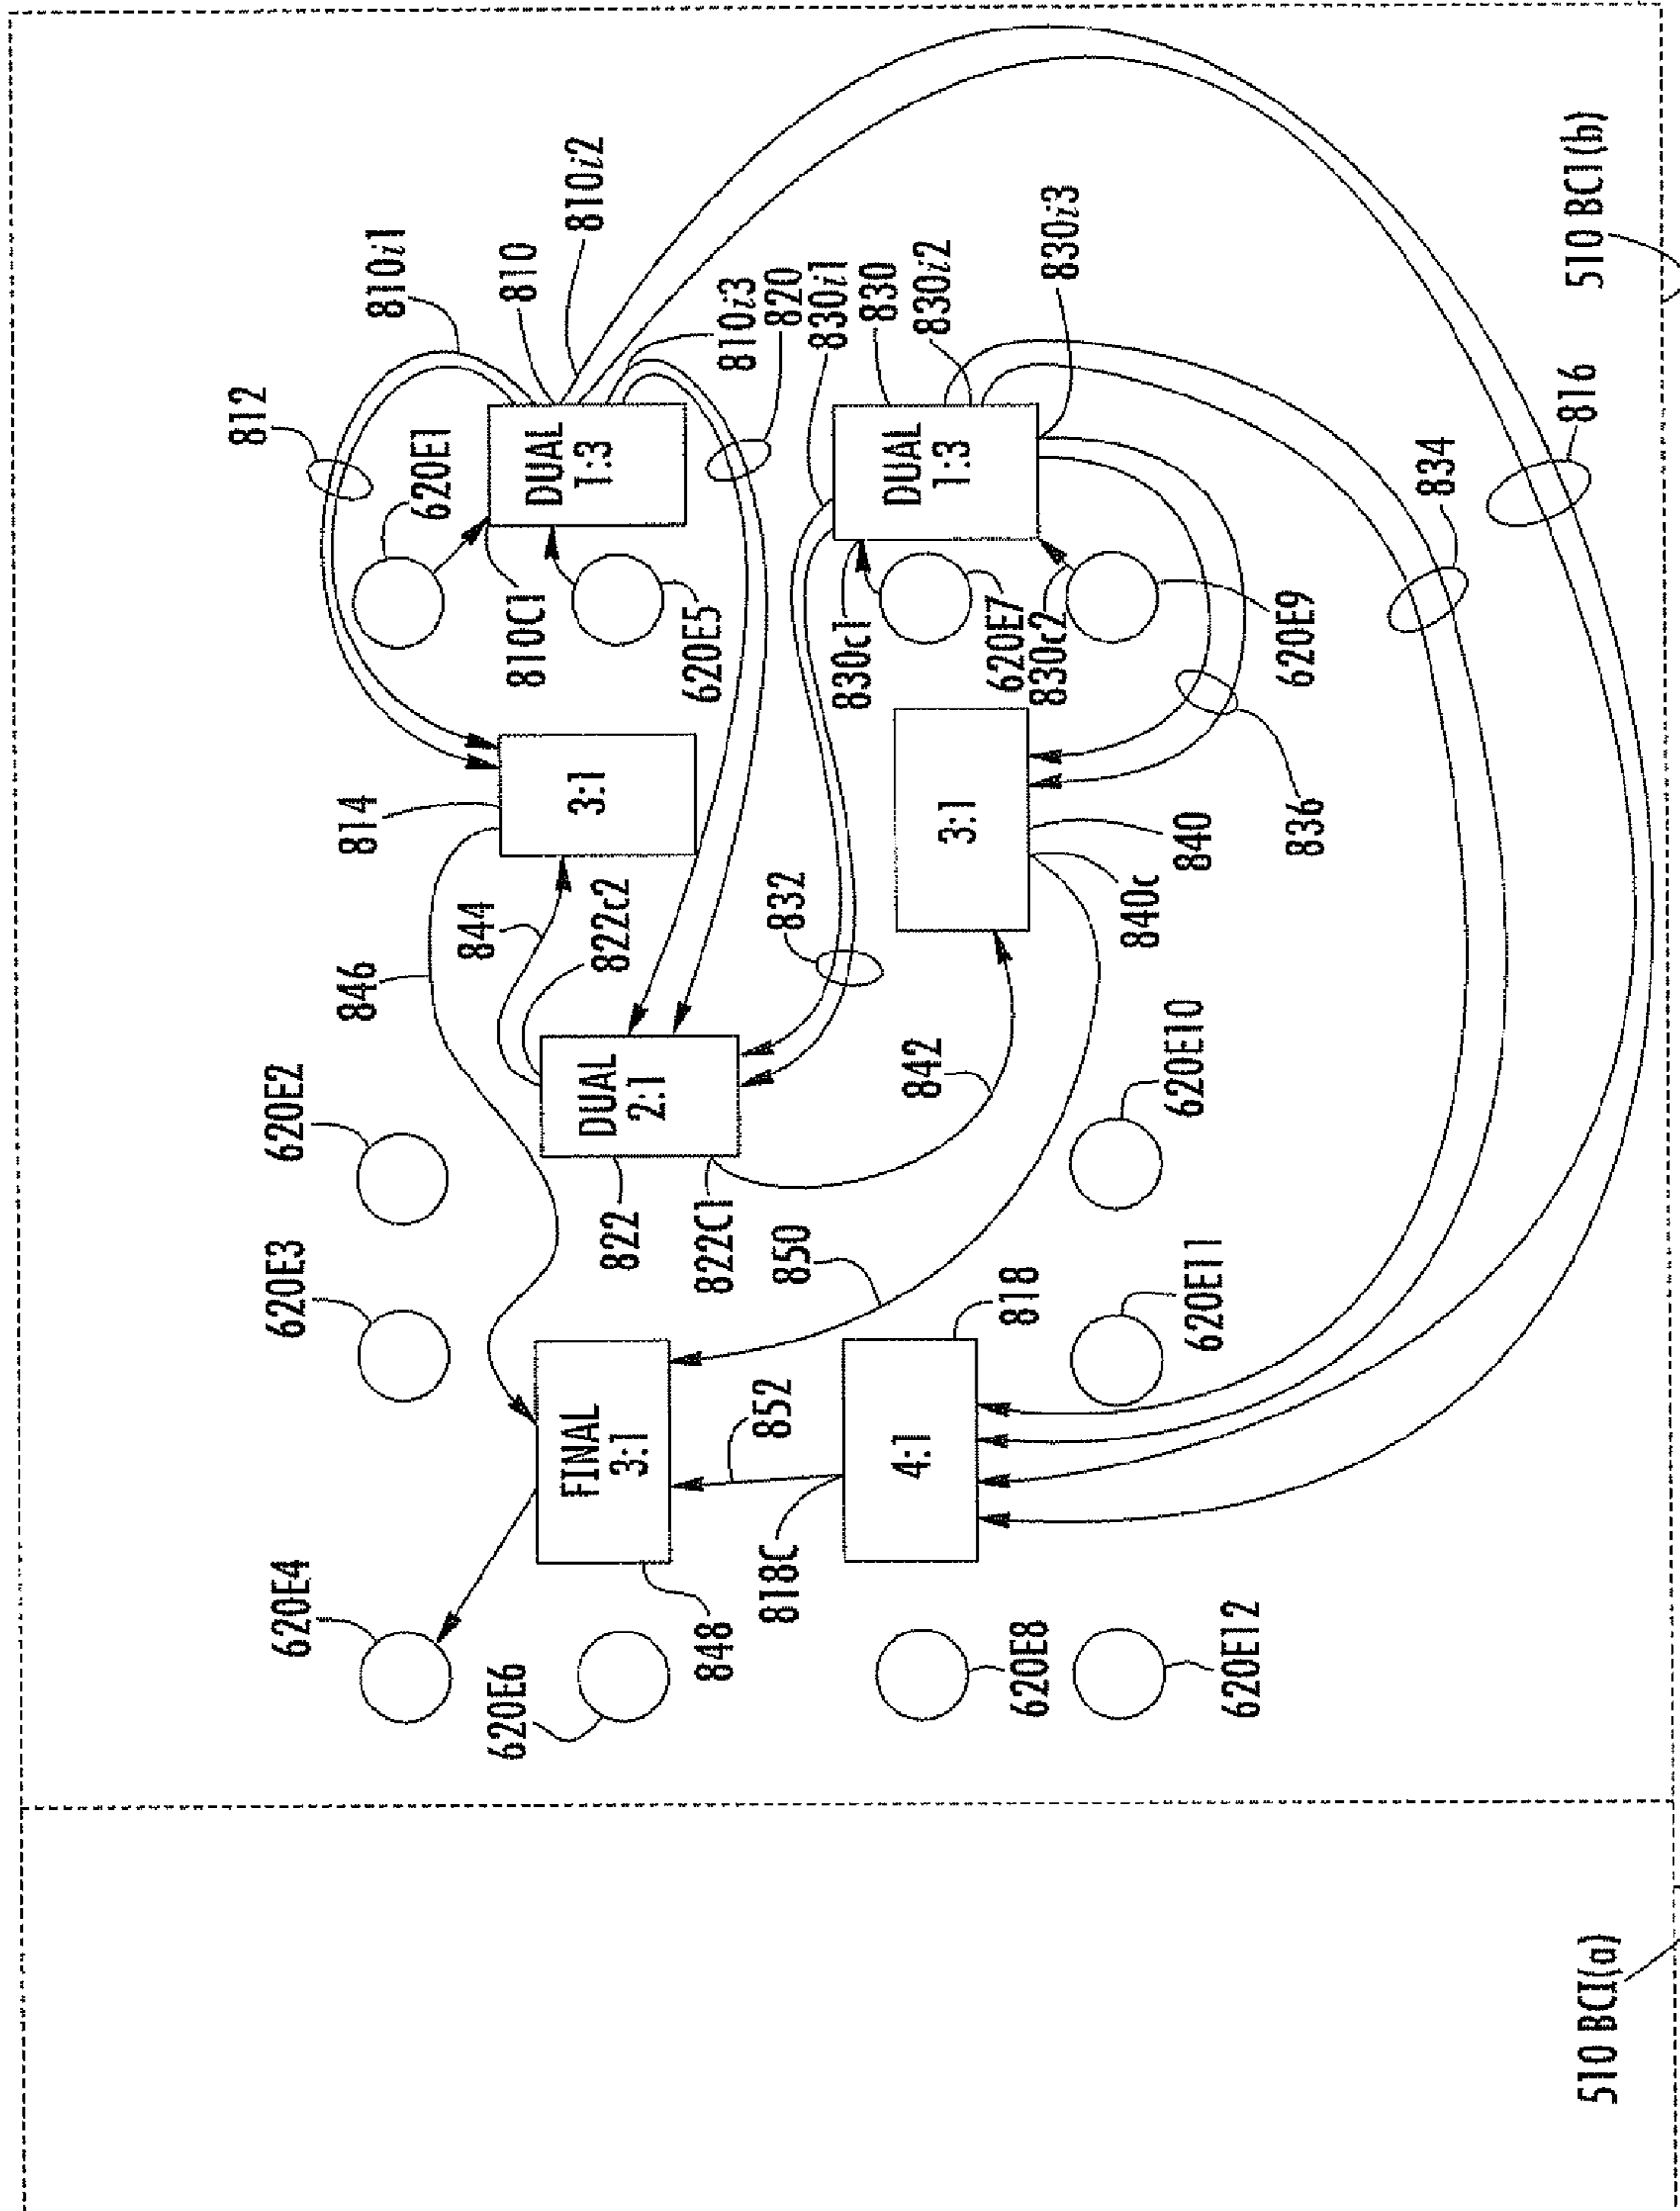 812
620E4
620E3
620E2
846
814
810i1
620E1
844
620E6
810C1
810
DUAL
1:3
FINAL
3:1
DUAL
2:1
822c2
3:1
810i2
822
620E5
848
822C1
810i3
818C
852
850
832
820
830i1
830c1
DUAL
1:3
830
4:1
842
3:1
830i2
620E7
818
620E8
830c2
830i3
840c
620E11
620E10
840
620E12
836
620E9
834
816
510 BCI(a)
510 BC1(b)